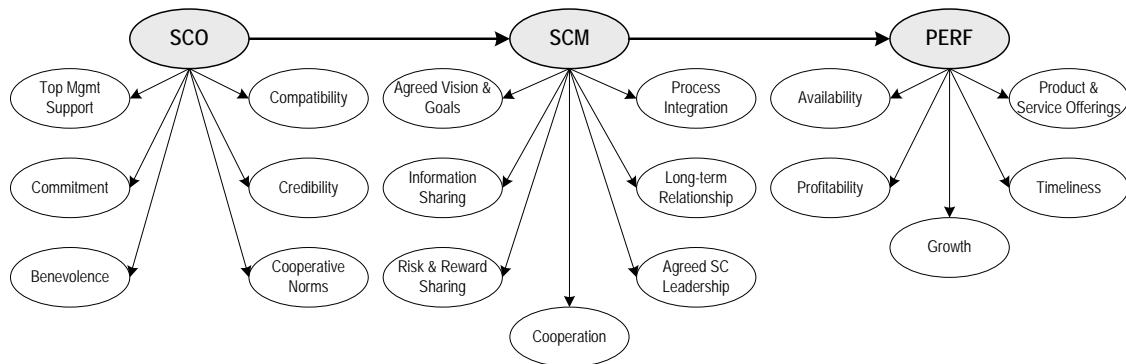 SCO
SCM
PERF
Top Mgmt
Support
Compatibility
Agreed Vision &
Goals
Process
Integration
Availability
Product &
Service Offerings
Commitment
Credibility
Information
Sharing
Long-term
Relationship
Profitability
Timeliness
Growth
Benevolence
Cooperative
Norms
Risk & Reward
Sharing
Agreed SC
Leadership
Cooperation